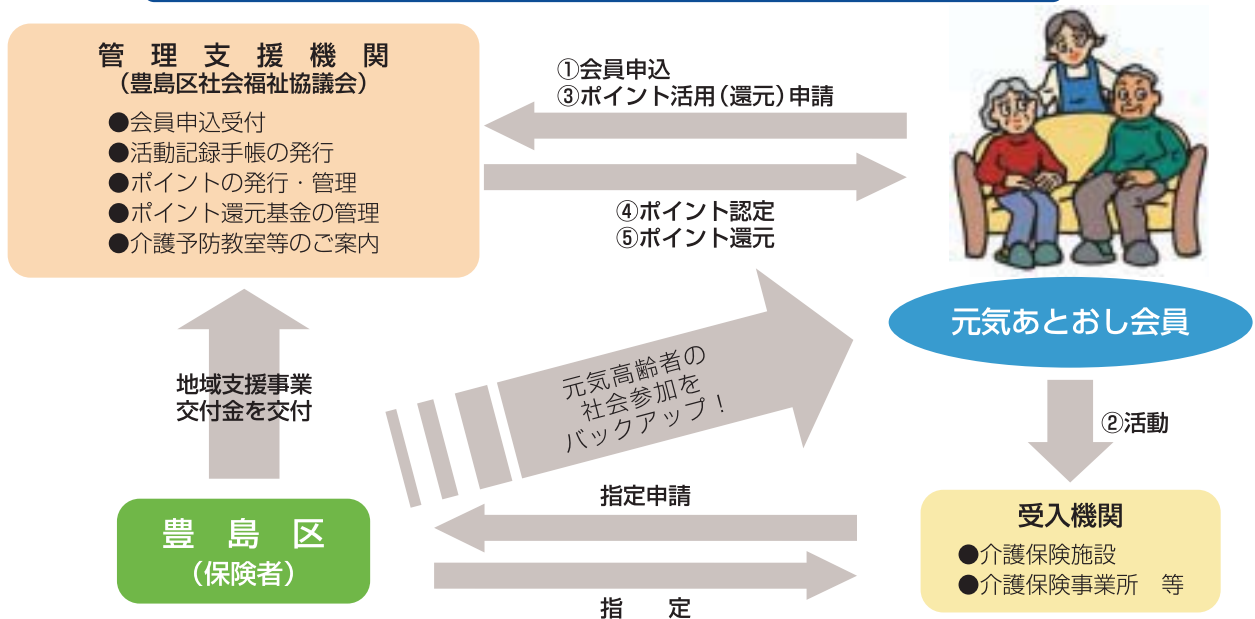 管理支援機関
(豊島区社会福祉協議会)
●会員申込受付
●活動記録手帳の発行
●ポイントの発行・管理
●ポイント還元基金の管理
●介護予防教室等のご案内
①会員申込
③ポイント活用(還元)申請
④ポイント認定
⑤ポイント還元
元気あとおし会員
地域支援事業
交付金を交付
元気高齢者の
社会参加を
バックアップ!
②活動
豊島区
(保険者)
指定申請
指定
受入機関
●介護保険施設
●介護保険事業所 等